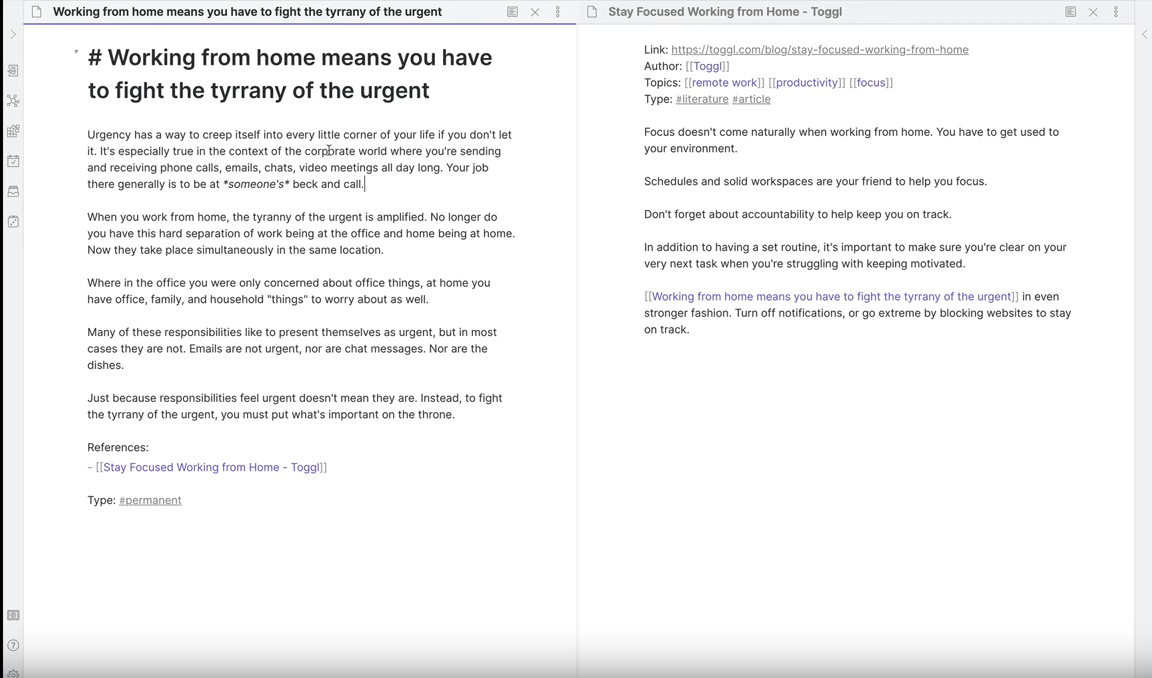 Working from home means you have to fight the tyrrany of the urgent
# Working from home means you have
to fight the tyrrany of the urgent
Urgency has a way to creep itself into every little corner of your life if you don't let
it. It's especially true in the context of the corporate world where you're sending
and receiving phone calls, emails, chats, video meetings all day long. Your job
there generally is to be at *someone's* beck and call.
When you work from home, the tyranny of the urgent is amplified. No longer do
you have this hard separation of work being at the office and home being at home.
Now they take place simultaneously in the same location.
Where in the office you were only concerned about office things, at home you
have office, family, and household "things" to worry about as well.
Many of these responsibilities like to present themselves as urgent, but in most
cases they are not. Emails are not urgent, nor are chat messages. Nor are the
dishes.
Just because responsibilities feel urgent doesn't mean they are. Instead, to fight
the tyrrany of the urgent, you must put what's important on the throne.
References:
- [[Stay Focused Working from Home - Toggl]]
Type: #permanent
Stay Focused Working from Home - Toggl
Link: https://toggl.com/blog/stay-focused-working-from-home
Author: [[Toggl]]
Topics: [[remote work]] [[productivity]] [[focus]]
Type: #literature #article
Focus doesn't come naturally when working from home. You have to get used to
your environment.
Schedules and solid workspaces are your friend to help you focus.
Don't forget about accountability to help keep you on track.
In addition to having a set routine, it's important to make sure you're clear on your
very next task when you're struggling with keeping motivated.
[[Working from home means you have to fight the tyrrany of the urgent]] in even
stronger fashion. Turn off notifications, or go extreme by blocking websites to stay
on track.